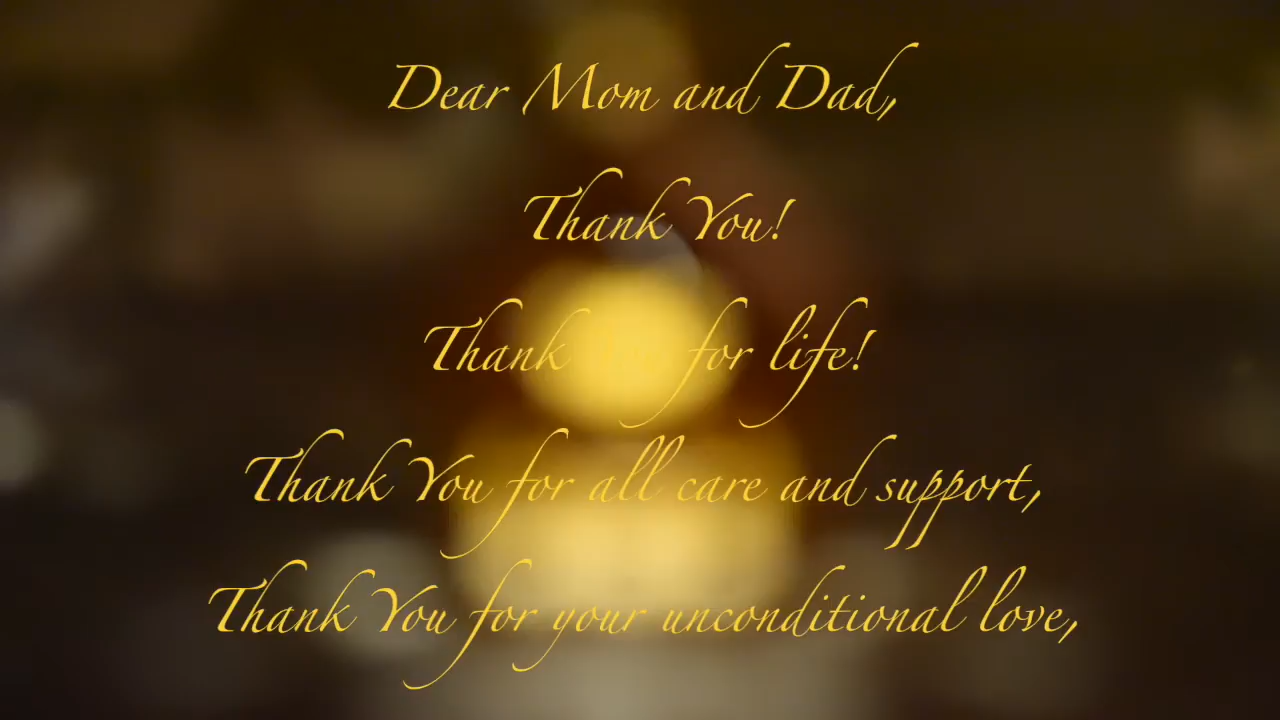 Dear Mom and Dad,
Thank You!
Thank You for life!
Thank You for all care and support,
Thank You for your unconditional love,